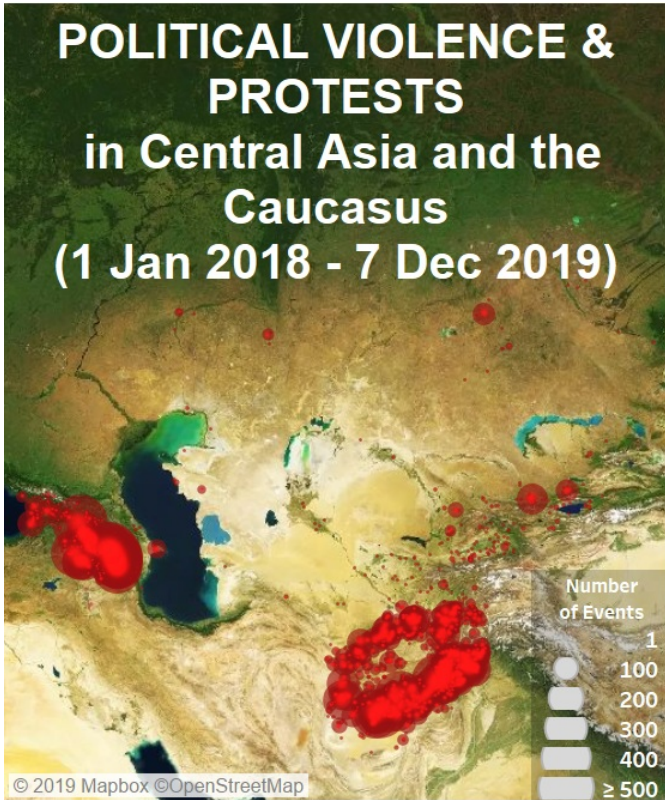 POLITICAL VIOLENCE &
PROTESTS
in Central Asia and the
Caucasus
(1 Jan 2018 - 7 Dec 2019)
Number
of Events
1
100
200
300
400
≥ 500
© 2019 Mapbox ©OpenStreetMap